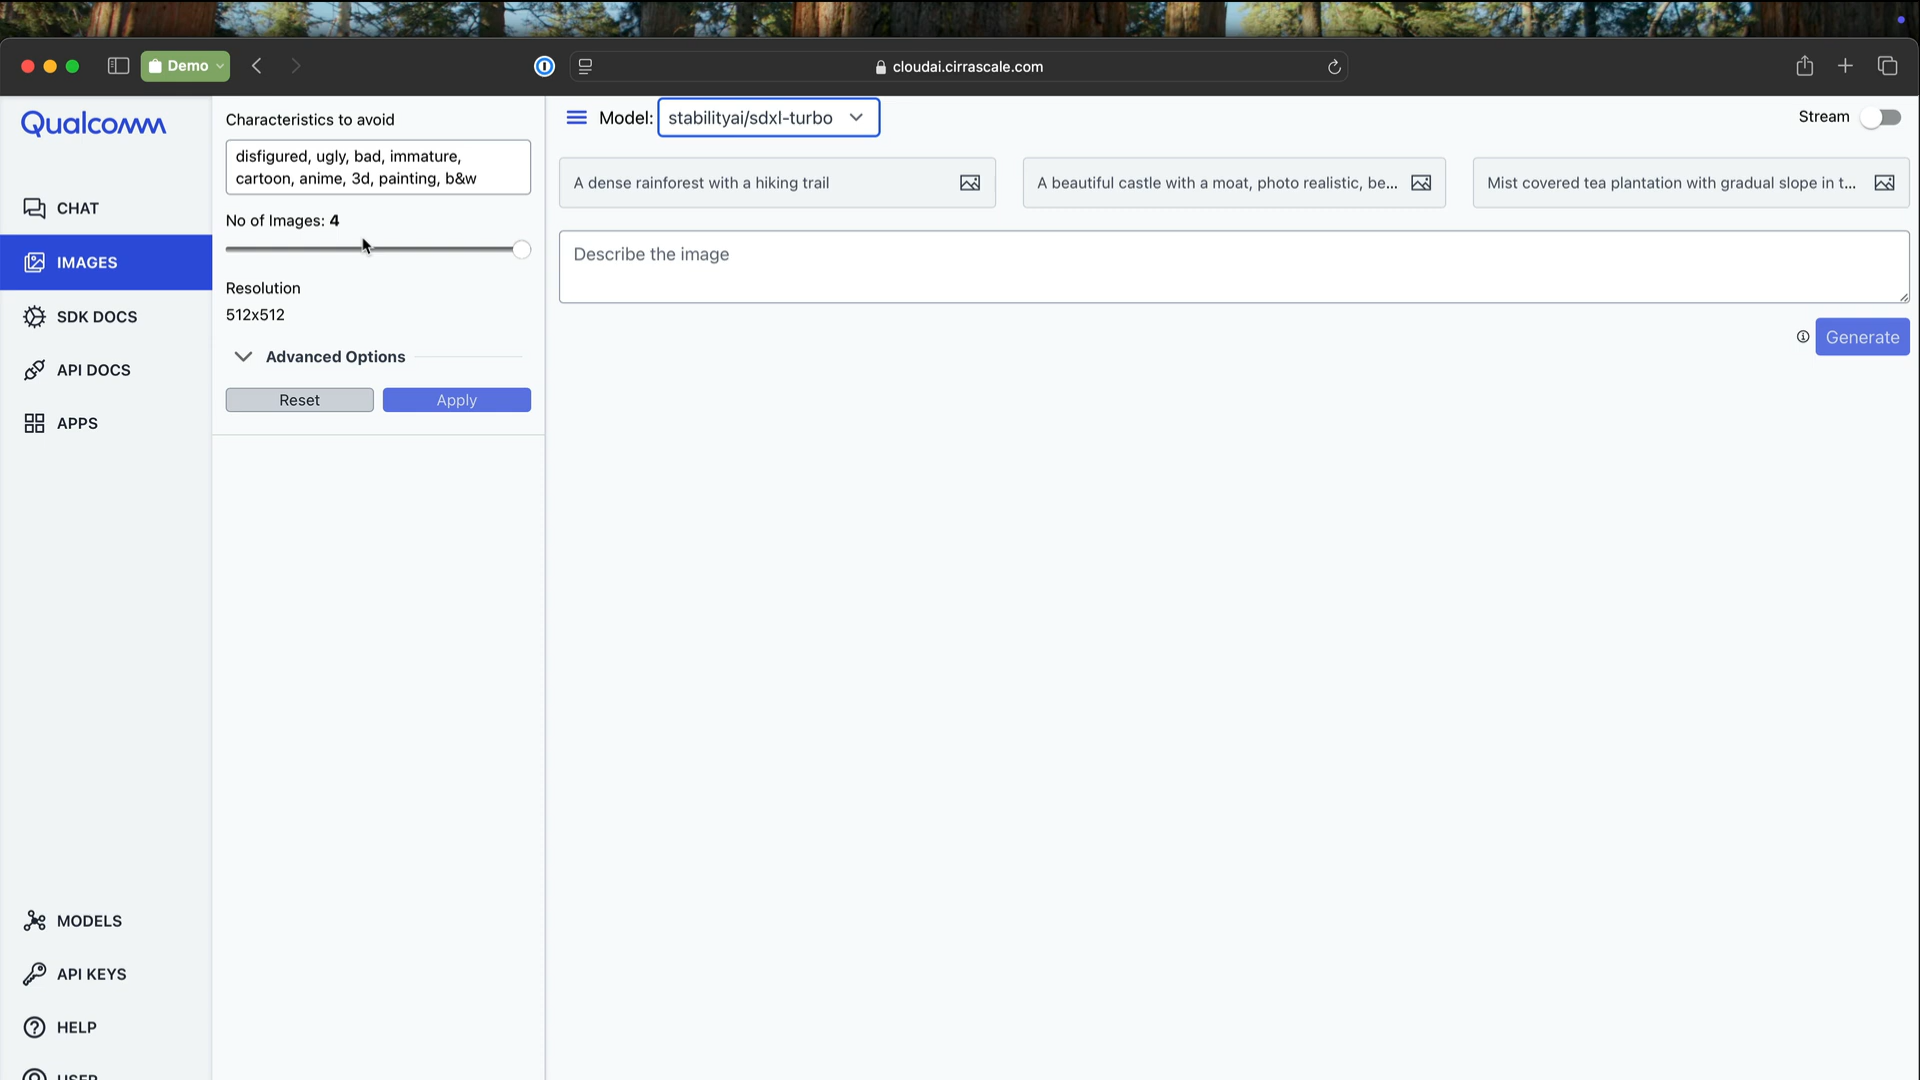 Demo
cloudai.cirrascale.com
Qualcomm
CHAT
IMAGES
SDK DOCS
API DOCS
APPS
MODELS
API KEYS
HELP
USER
Characteristics to avoid
disfigured, ugly, bad, immature,
cartoon, anime, 3d, painting, b&w
No of Images: 4
Resolution
512x512
Advanced Options
Reset
Apply
Model: stabilityai/sdxl-turbo
Stream
A dense rainforest with a hiking trail
A beautiful castle with a moat, photo realistic, be...
Mist covered tea plantation with gradual slope in t...
Describe the image
Generate